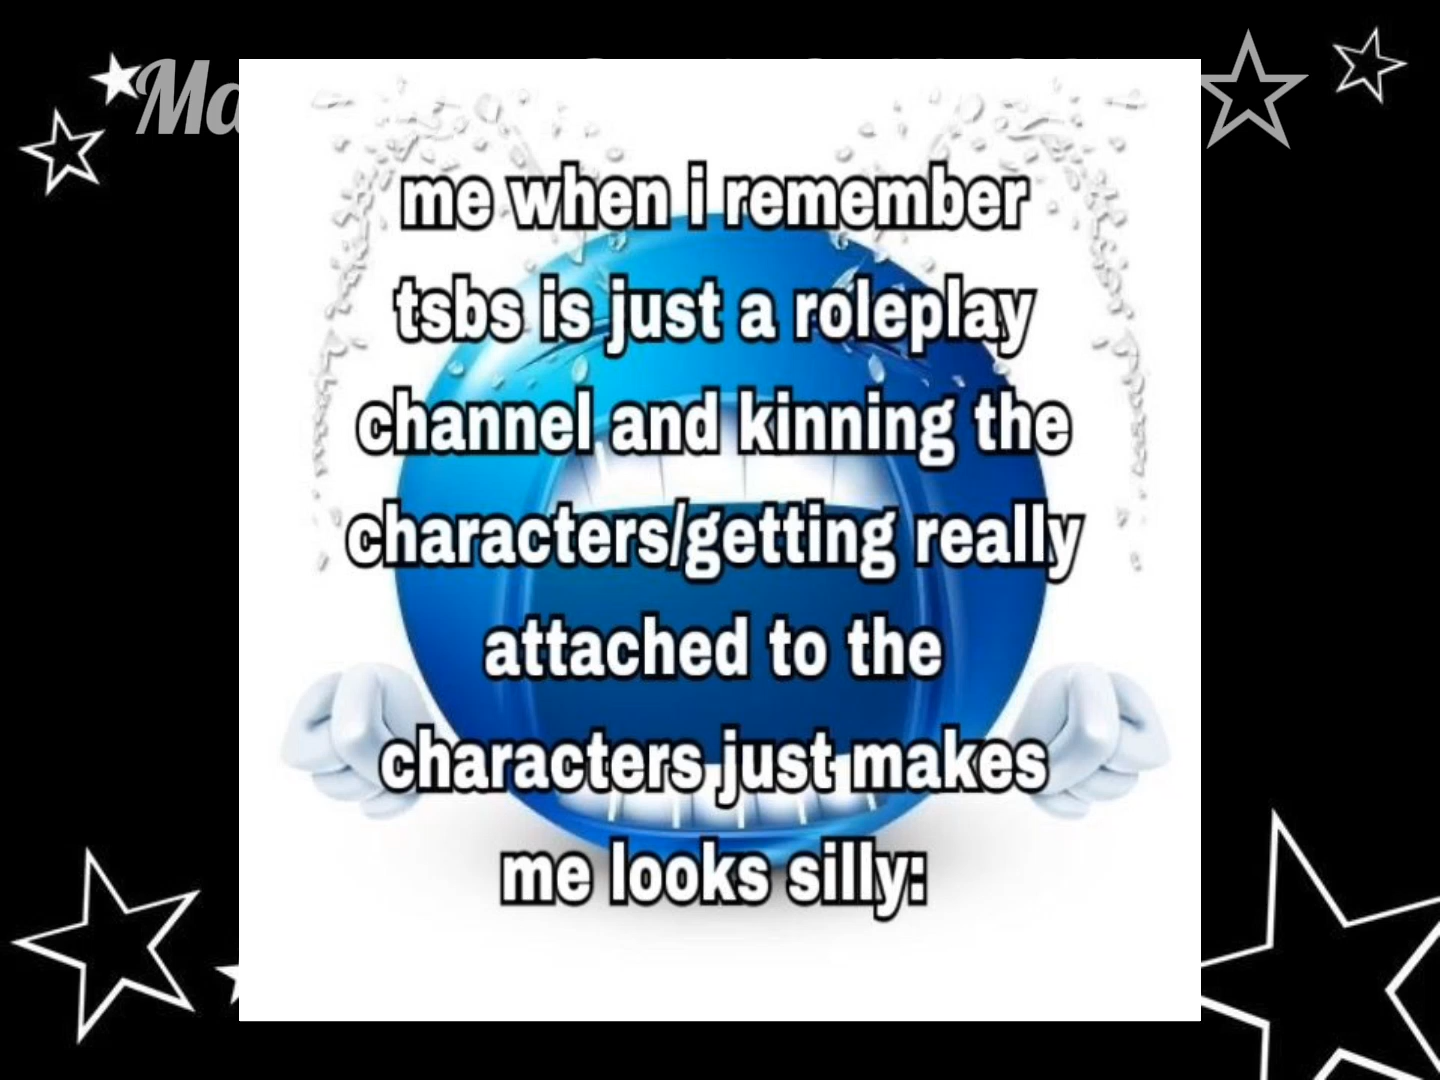 me when i remember
tsbs is just a roleplay
channel and kinning the
characters/getting really
attached to the
characters just makes
me looks silly: